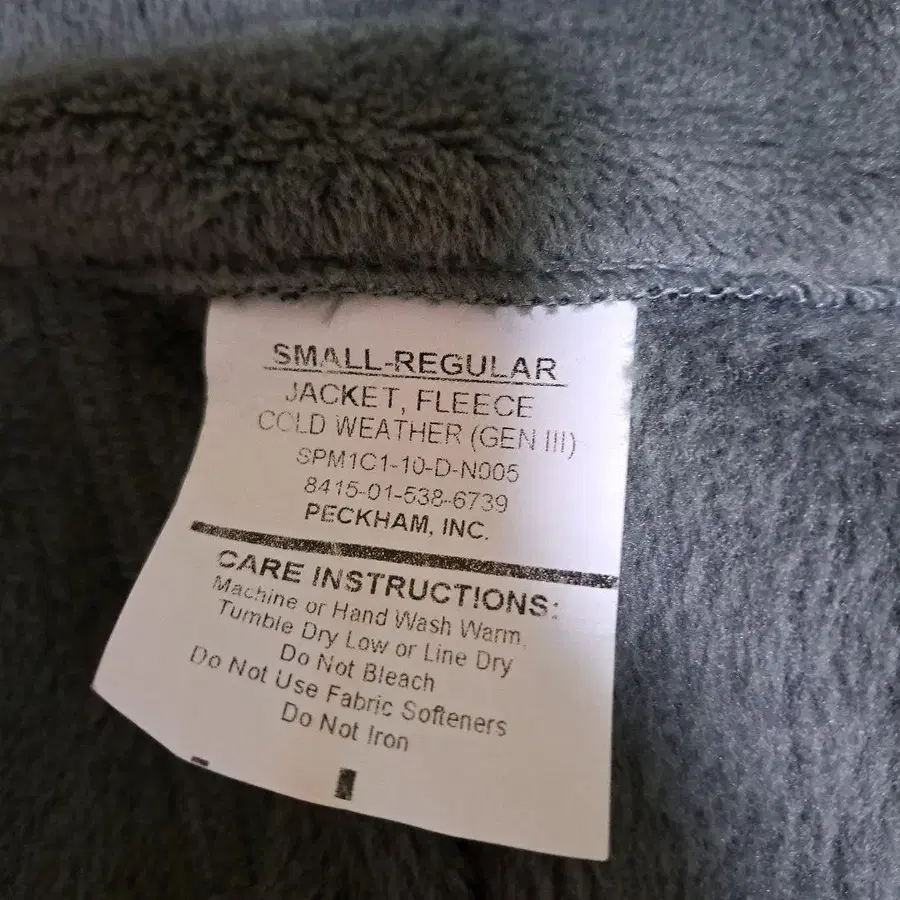 SMALL-REGULAR
JACKET, FLEECE
COLD WEATHER (GEN III)
SPM1C1-10-D-N005
8415-01-538-6739
PECKHAM, INC.
CARE INSTRUCTIONS:
Machine or Hand Wash Warm,
Tumble Dry Low or Line Dry
Do Not Bleach
Do Not Use Fabric Softeners
Do Not Iron